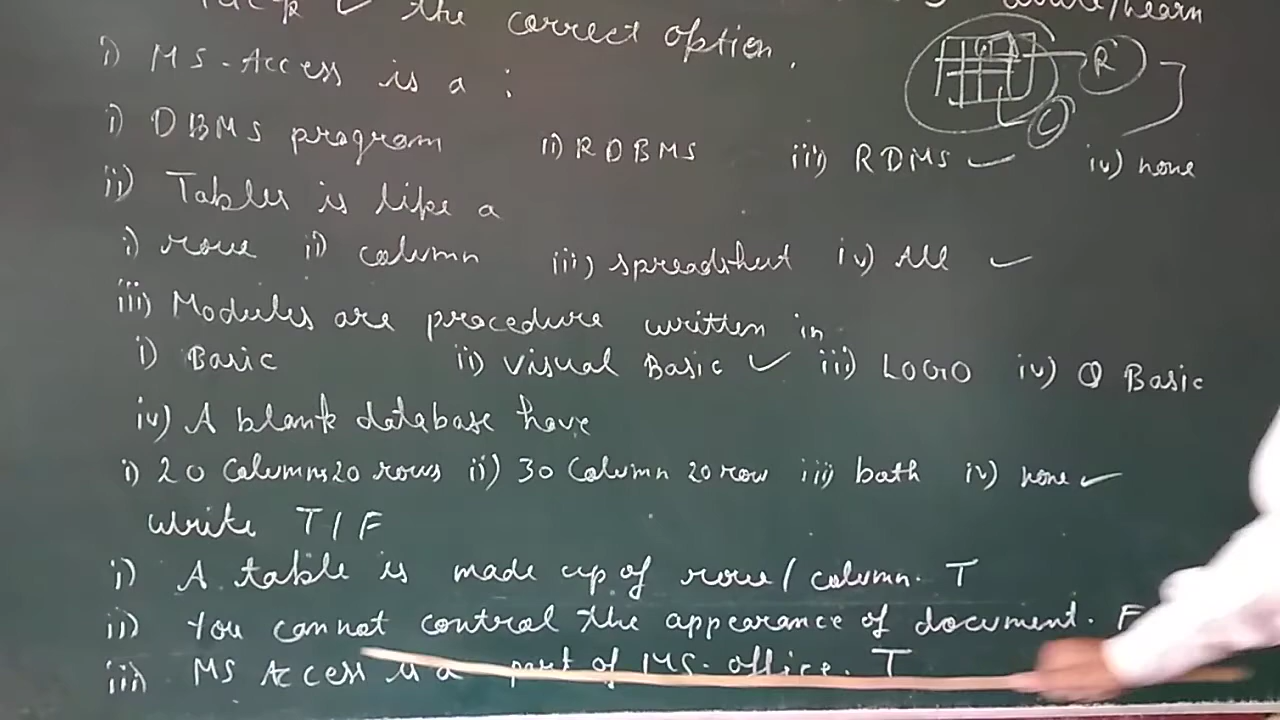 the correct option.
i) MS-Access is a :
R
C
i) DBMS program ii) RDBMS iii) RDMS ✓ iv) none
ii) Tables is like a
i) rows ii) column iii) spreadsheet iv) All ✓
iii) Modules are procedure written in
i) Basic ii) Visual Basic ✓ iii) LOGO iv) Q Basic
iv) A blank database have
i) 20 Columns 20 rows ii) 30 Column 20 row iii) both iv) none ✓
Write T/F
i) A table is made up of row/column. T
ii) You cannot control the appearance of document. F
iii) MS Access is a part of MS-office. T